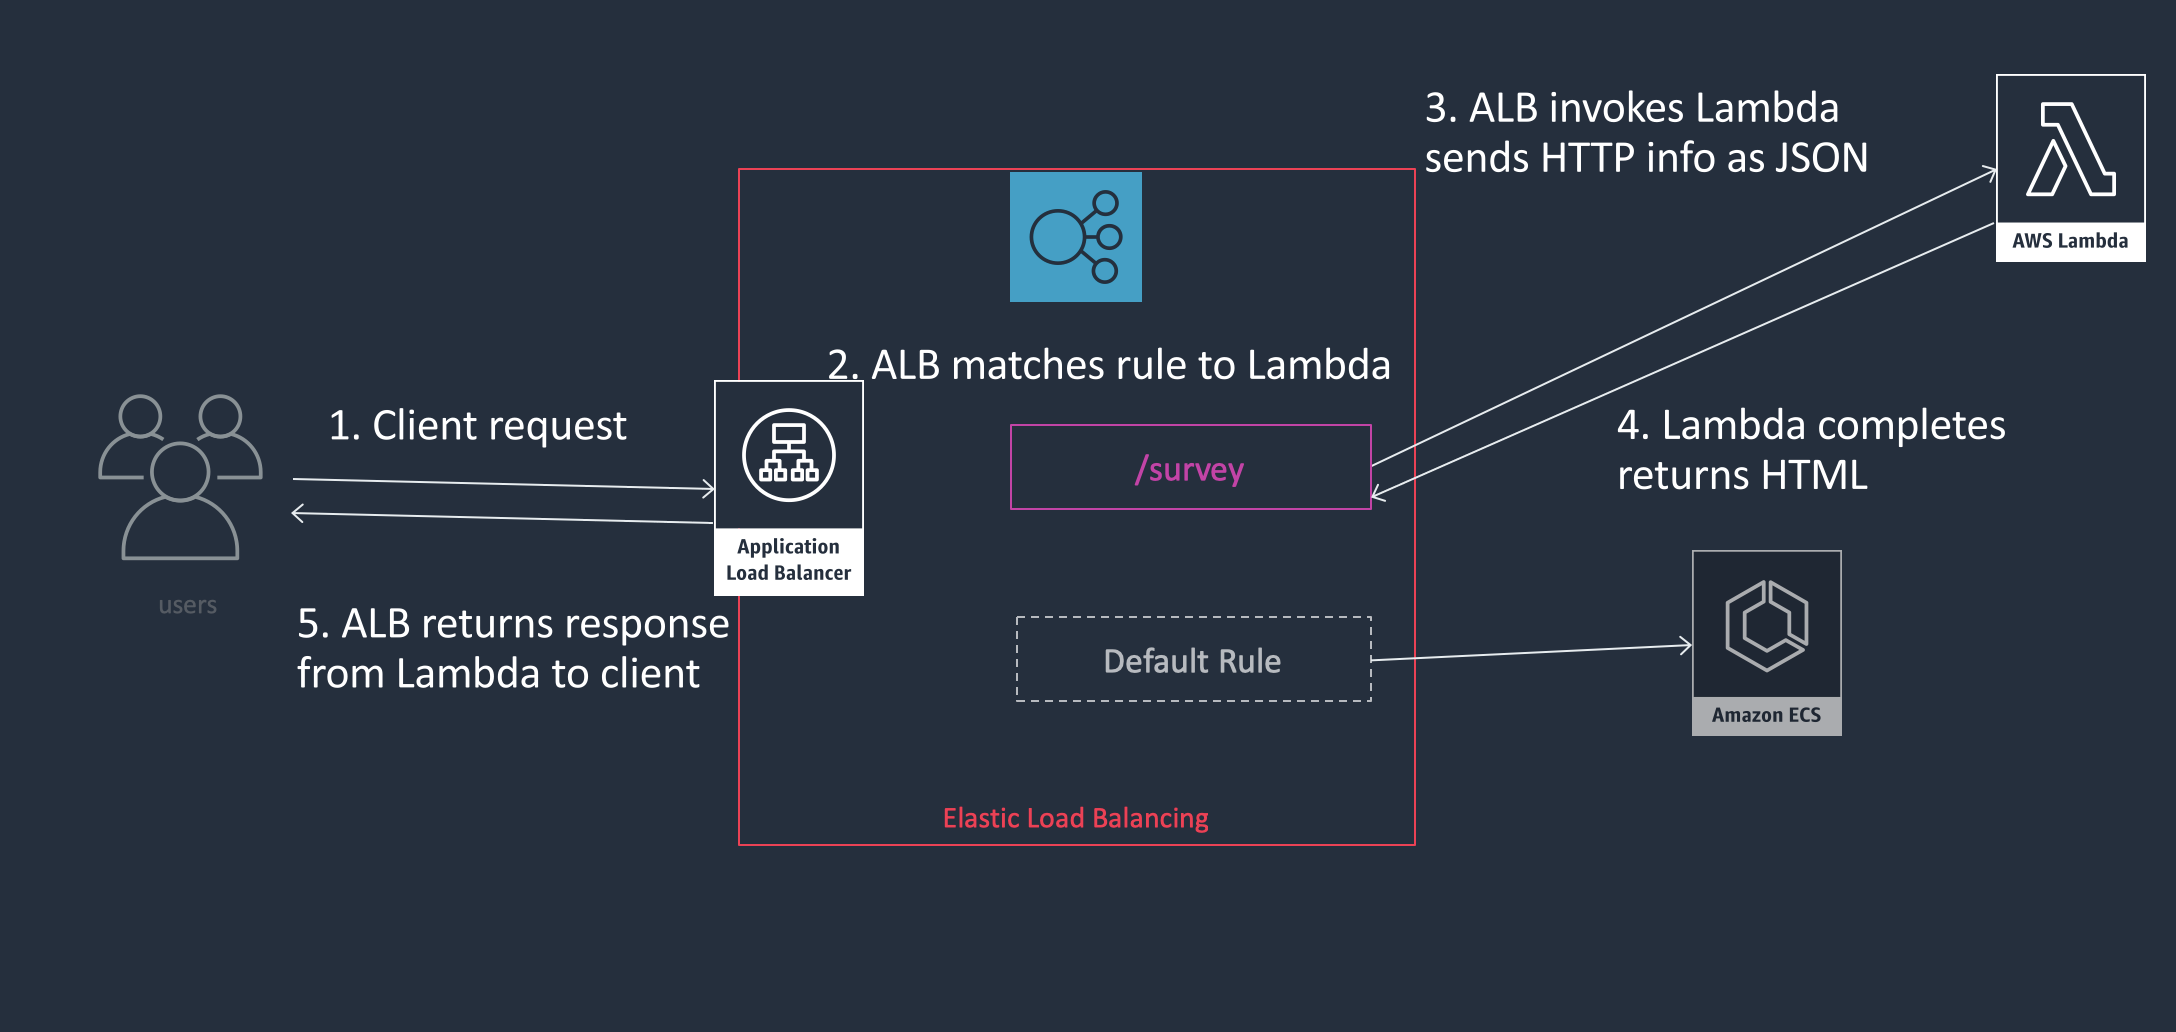 3. ALB invokes Lambda
sends HTTP info as JSON
AWS Lambda
2. ALB matches rule to Lambda
1. Client request
/survey
4. Lambda completes
returns HTML
Application
Load Balancer
users
5. ALB returns response
from Lambda to client
Default Rule
Amazon ECS
Elastic Load Balancing